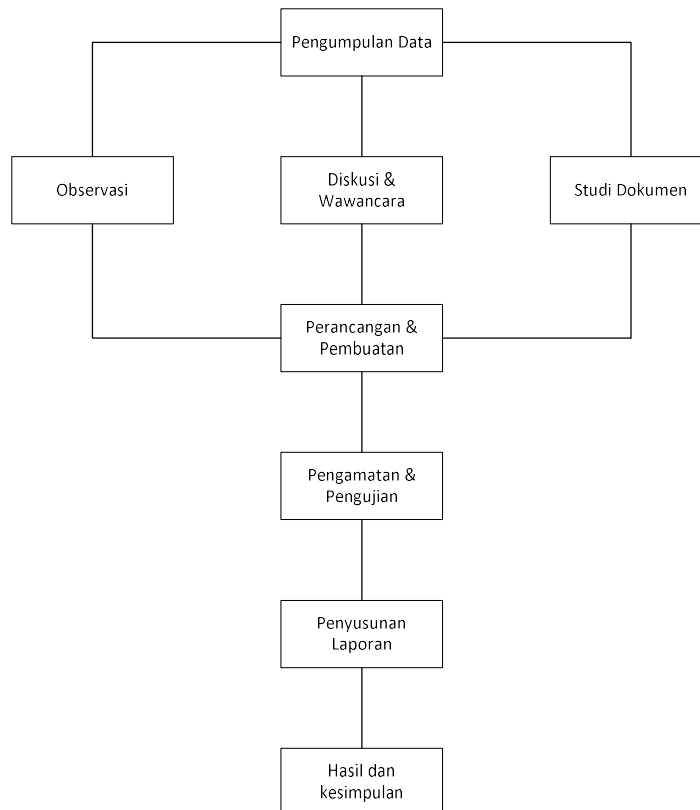 Pengumpulan Data
Observasi
Diskusi &
Wawancara
Studi Dokumen
Perancangan &
Pembuatan
Pengamatan &
Pengujian
Penyusunan
Laporan
Hasil dan
kesimpulan